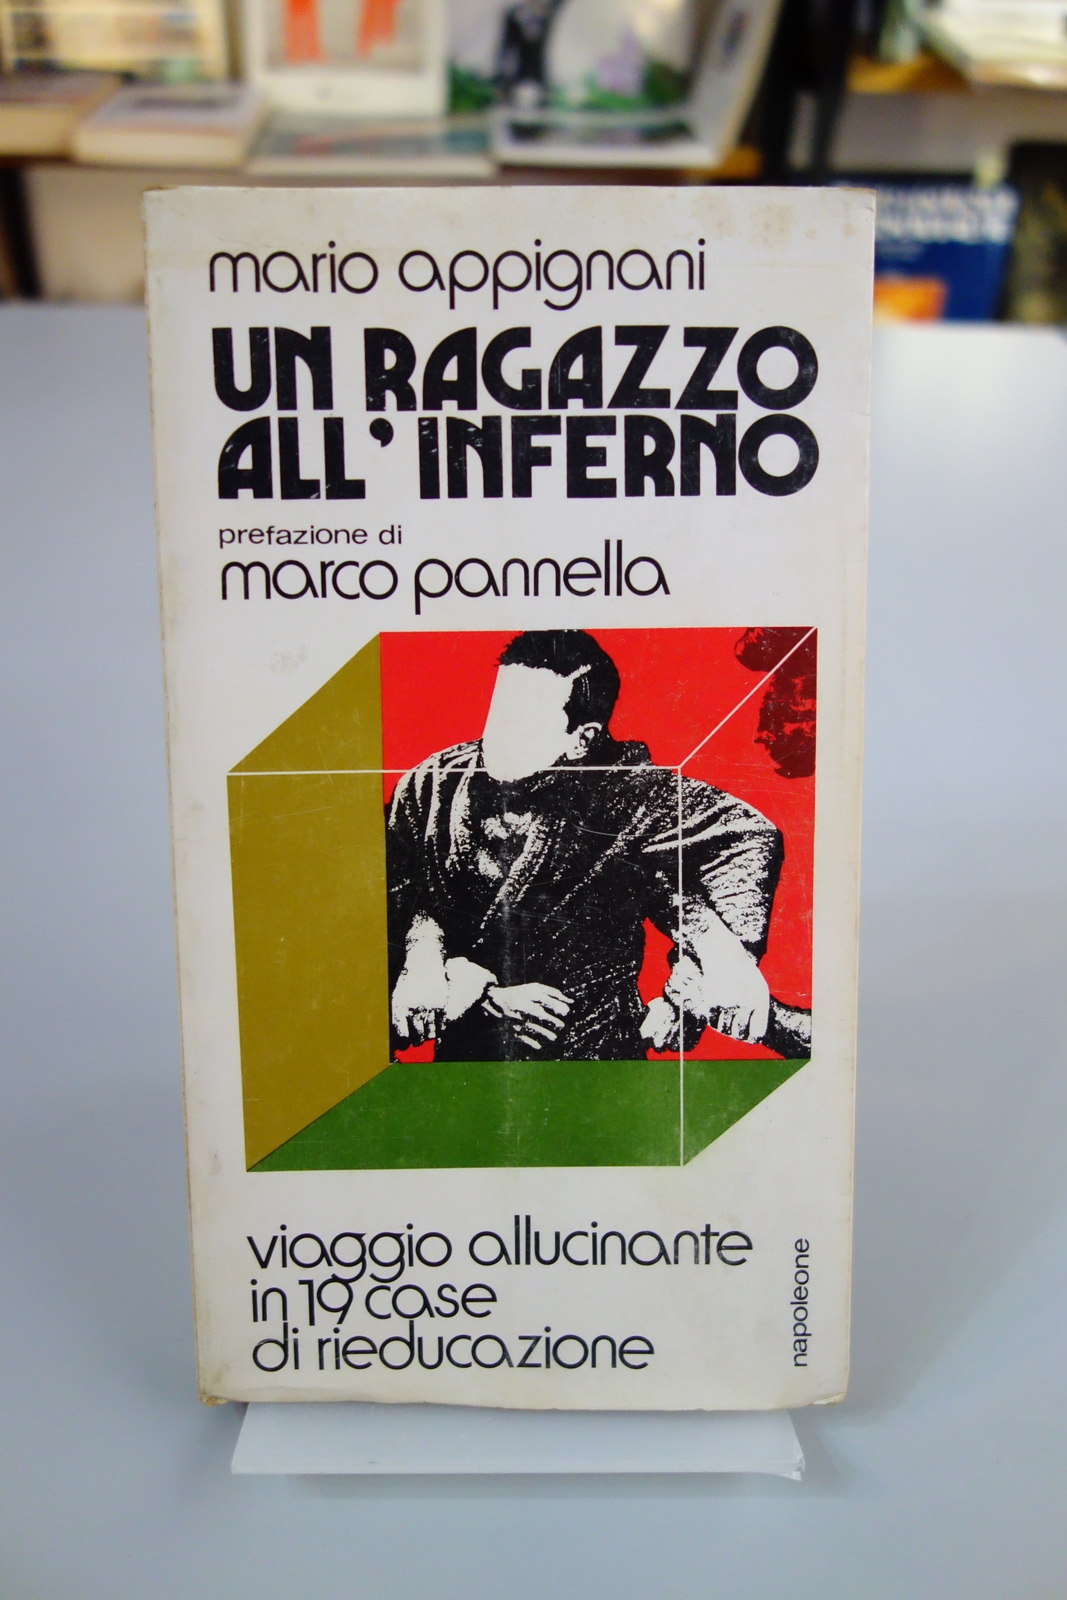 mario appignani
UN RAGAZZO
ALL'INFERNO
prefazione di
marco pannella
viaggio allucinante
in 19 case
di rieducazione
napoleone